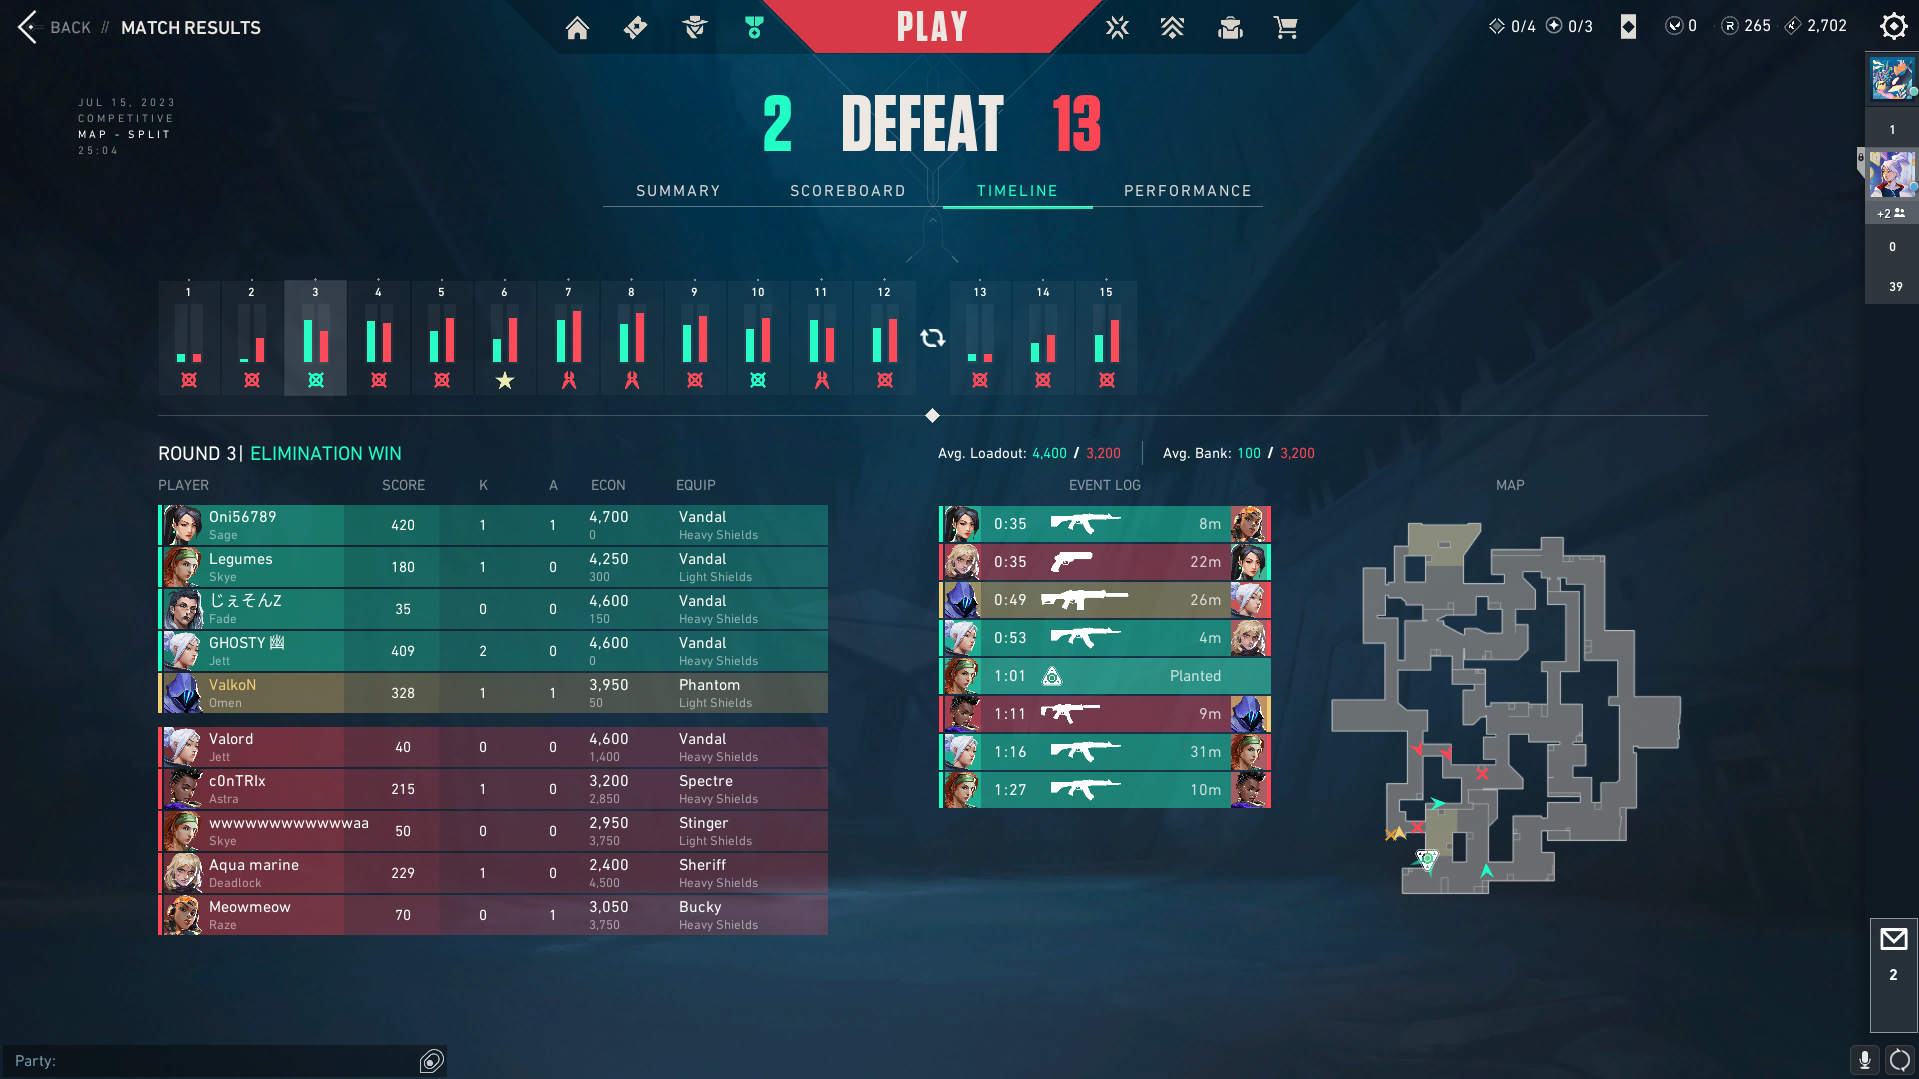 BACK // MATCH RESULTS
PLAY
0/4 0/3 0 265 2,702
JUL 15, 2023
COMPETITIVE
MAP - SPLIT
25:04
2 DEFEAT 13
SUMMARY SCOREBOARD TIMELINE PERFORMANCE
1
+2
0
39
1 2 3 4 5 6 7 8 9 10 11 12 13 14 15
ROUND 3| ELIMINATION WIN
Avg. Loadout: 4,400 / 3,200 Avg. Bank: 100 / 3,200
PLAYER SCORE K A ECON EQUIP
EVENT LOG
MAP
Oni56789 420 1 1 4,700 Vandal
Sage 0 Heavy Shields
Legumes 180 1 0 4,250 Vandal
Skye 300 Light Shields
じぇそんZ 35 0 0 4,600 Vandal
Fade 150 Heavy Shields
GHOSTY 幽 409 2 0 4,600 Vandal
Jett 0 Heavy Shields
ValkoN 328 1 1 3,950 Phantom
Omen 50 Light Shields
Valord 40 0 0 4,600 Vandal
Jett 1,400 Heavy Shields
c0nTRIx 215 1 0 3,200 Spectre
Astra 2,850 Heavy Shields
wwwwwwwwwwwwwaa 50 0 0 2,950 Stinger
Skye 3,750 Light Shields
Aqua marine 229 1 0 2,400 Sheriff
Deadlock 4,500 Heavy Shields
Meowmeow 70 0 1 3,050 Bucky
Raze 3,750 Heavy Shields
0:35 8m
0:35 22m
0:49 26m
0:53 4m
1:01 Planted
1:11 9m
1:16 31m
1:27 10m
2
Party: